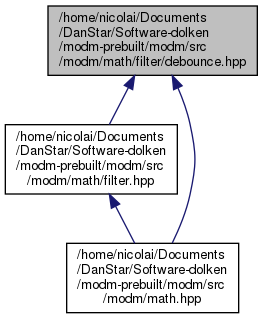 /home/nicolai/Documents
/DanStar/Software-dolken
/modm-prebuilt/modm/src
/modm/math/filter/debounce.hpp
/home/nicolai/Documents
/DanStar/Software-dolken
/modm-prebuilt/modm/src
/modm/math/filter.hpp
/home/nicolai/Documents
/DanStar/Software-dolken
/modm-prebuilt/modm/src
/modm/math.hpp